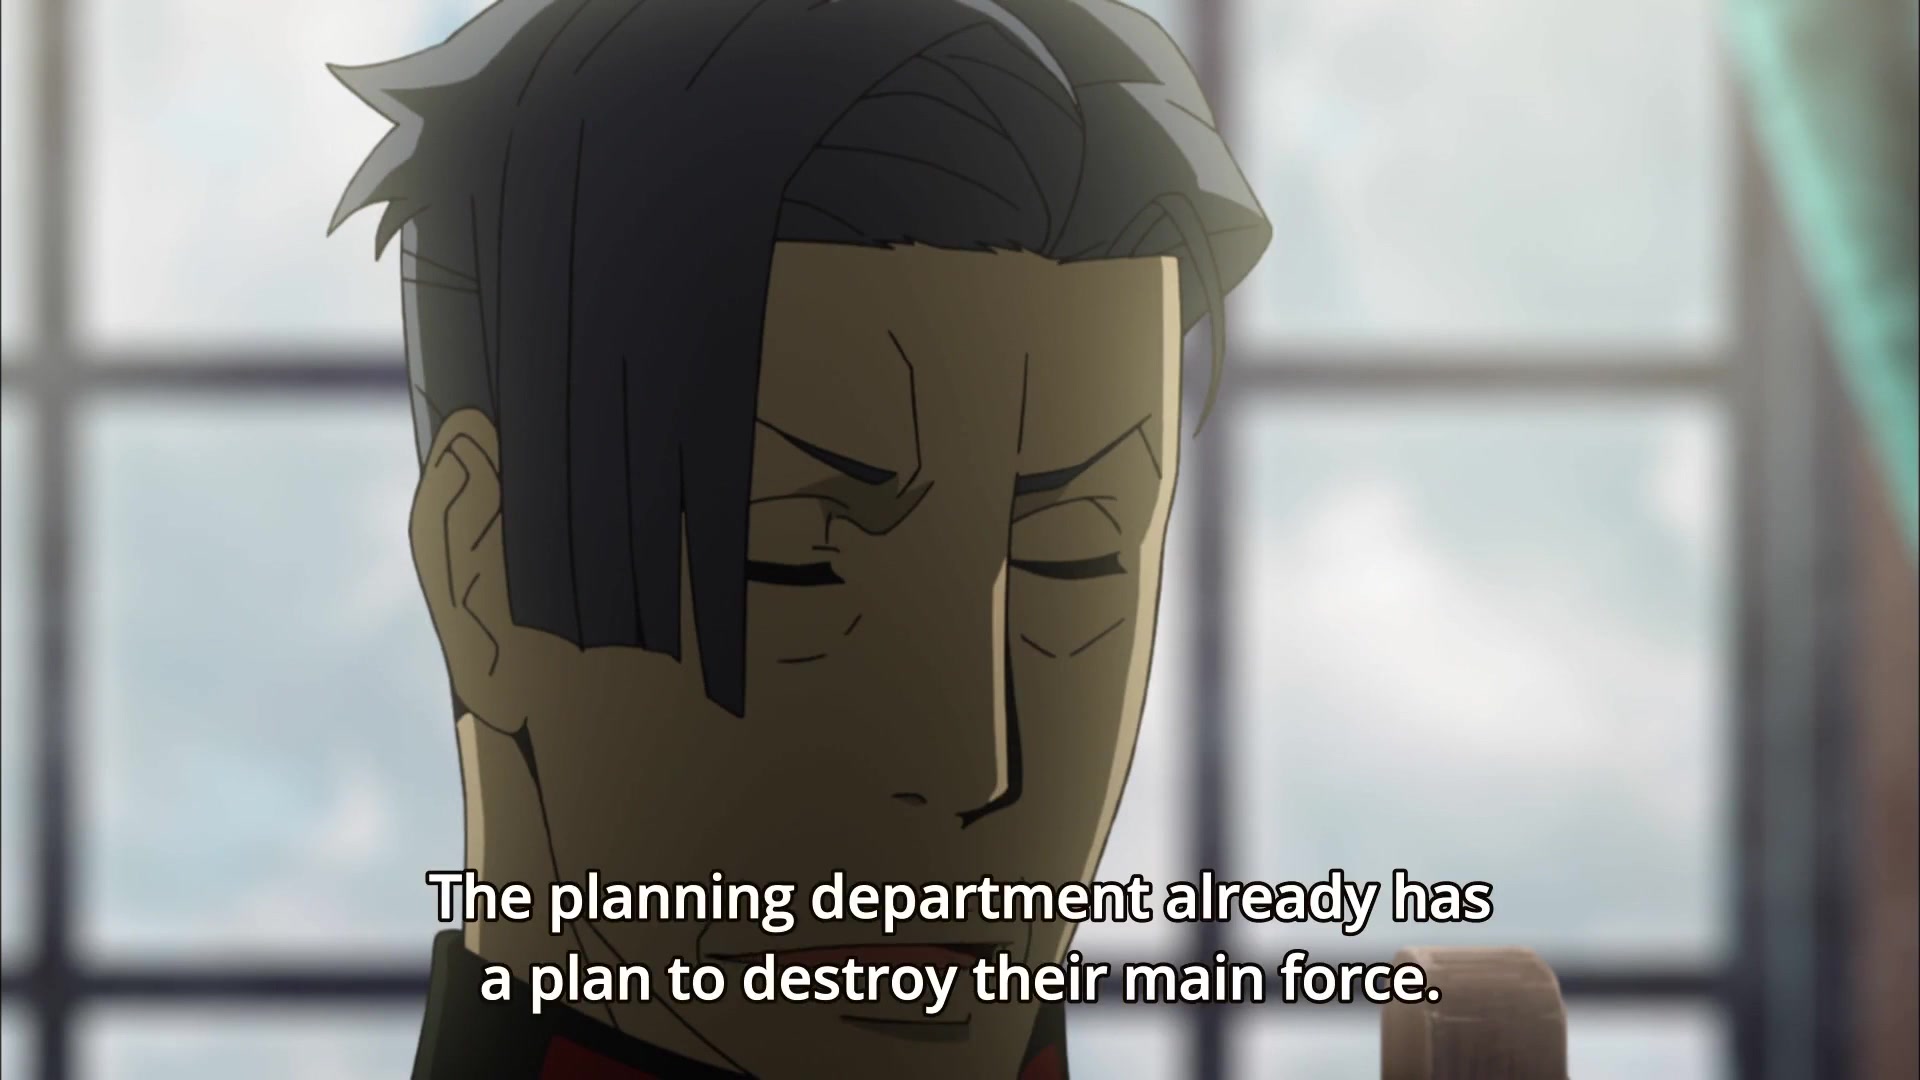 The planning department already has
a plan to destroy their main force.